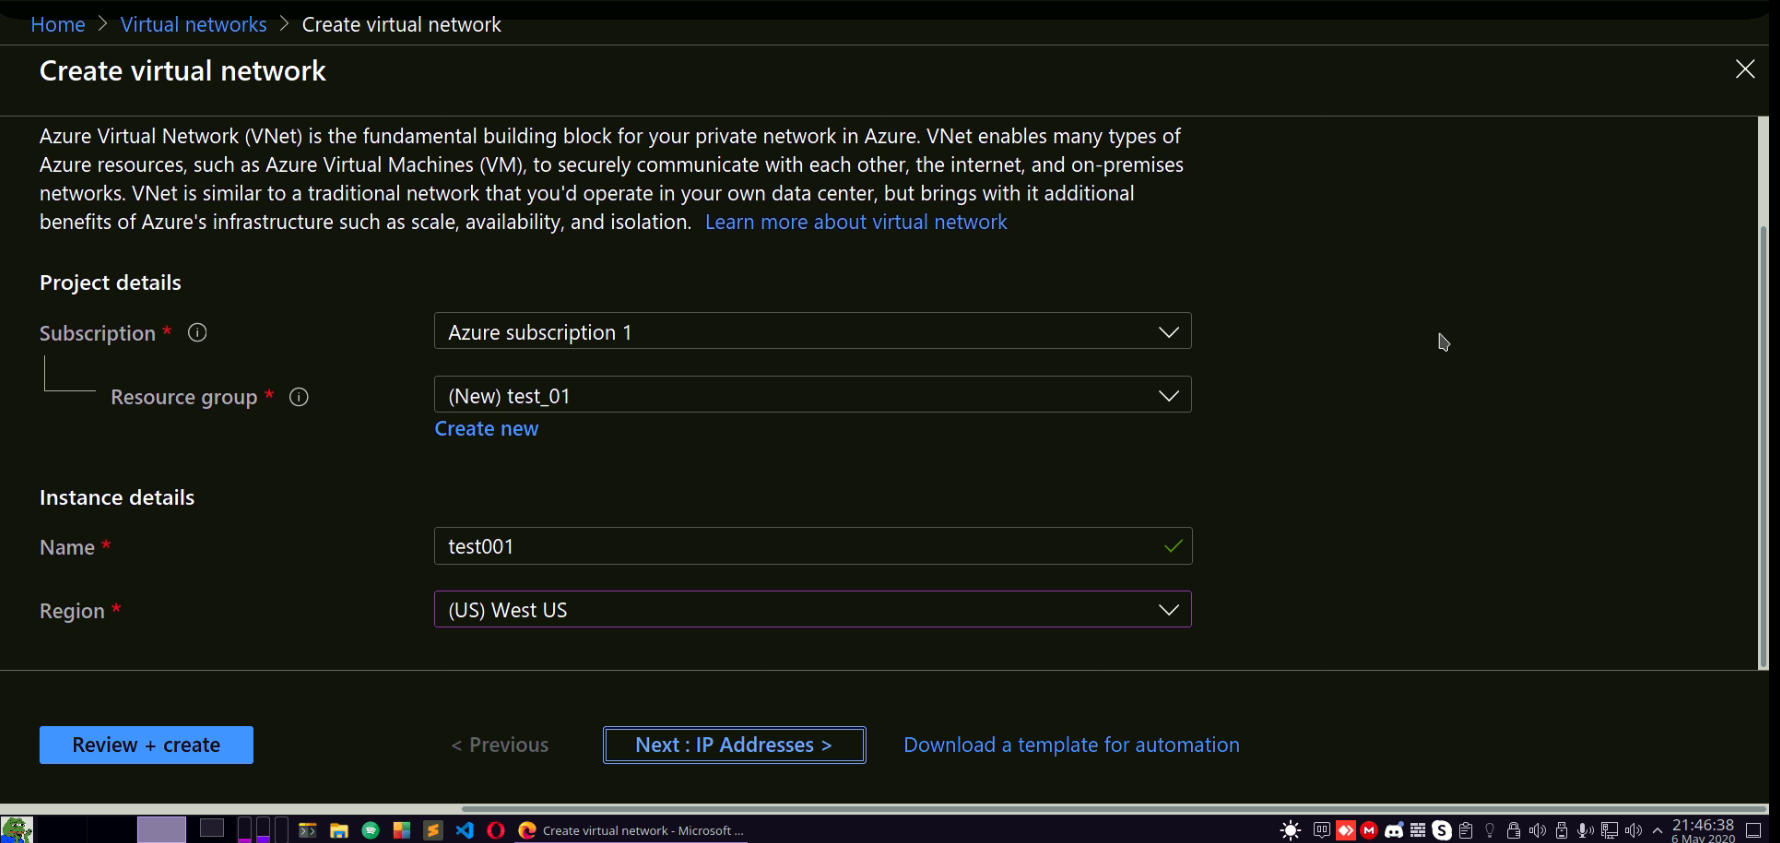 Home > Virtual networks > Create virtual network
Create virtual network
Azure Virtual Network (VNet) is the fundamental building block for your private network in Azure. VNet enables many types of
Azure resources, such as Azure Virtual Machines (VM), to securely communicate with each other, the internet, and on-premises
networks. VNet is similar to a traditional network that you'd operate in your own data center, but brings with it additional
benefits of Azure's infrastructure such as scale, availability, and isolation. Learn more about virtual network
Project details
Subscription *
Azure subscription 1
Resource group *
(New) test_01
Create new
Instance details
Name *
test001
Region *
(US) West US
Review + create
< Previous
Next : IP Addresses >
Download a template for automation
Create virtual network - Microsoft ...
21:46:38
6 May 2020